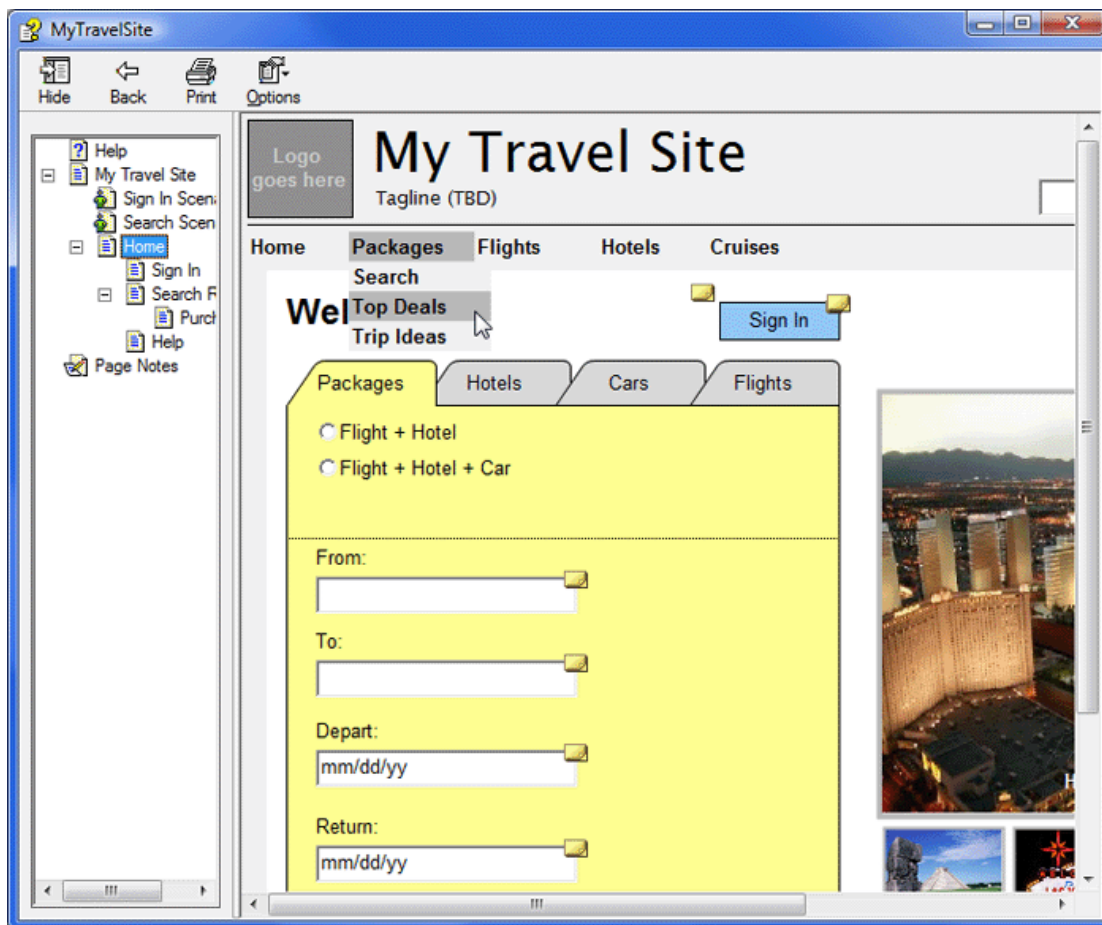 MyTravelSite
Hide Back Print Options
Help
My Travel Site
Sign In Scen
Search Scen
Home
Sign In
Search R
Purch
Help
Page Notes
Logo
goes here
My Travel Site
Tagline (TBD)
Home Packages Flights Hotels Cruises
Search
Top Deals
Trip Ideas
Wel
Sign In
Packages Hotels Cars Flights
Flight + Hotel
Flight + Hotel + Car
From:
To:
Depart:
mm/dd/yy
Return:
mm/dd/yy